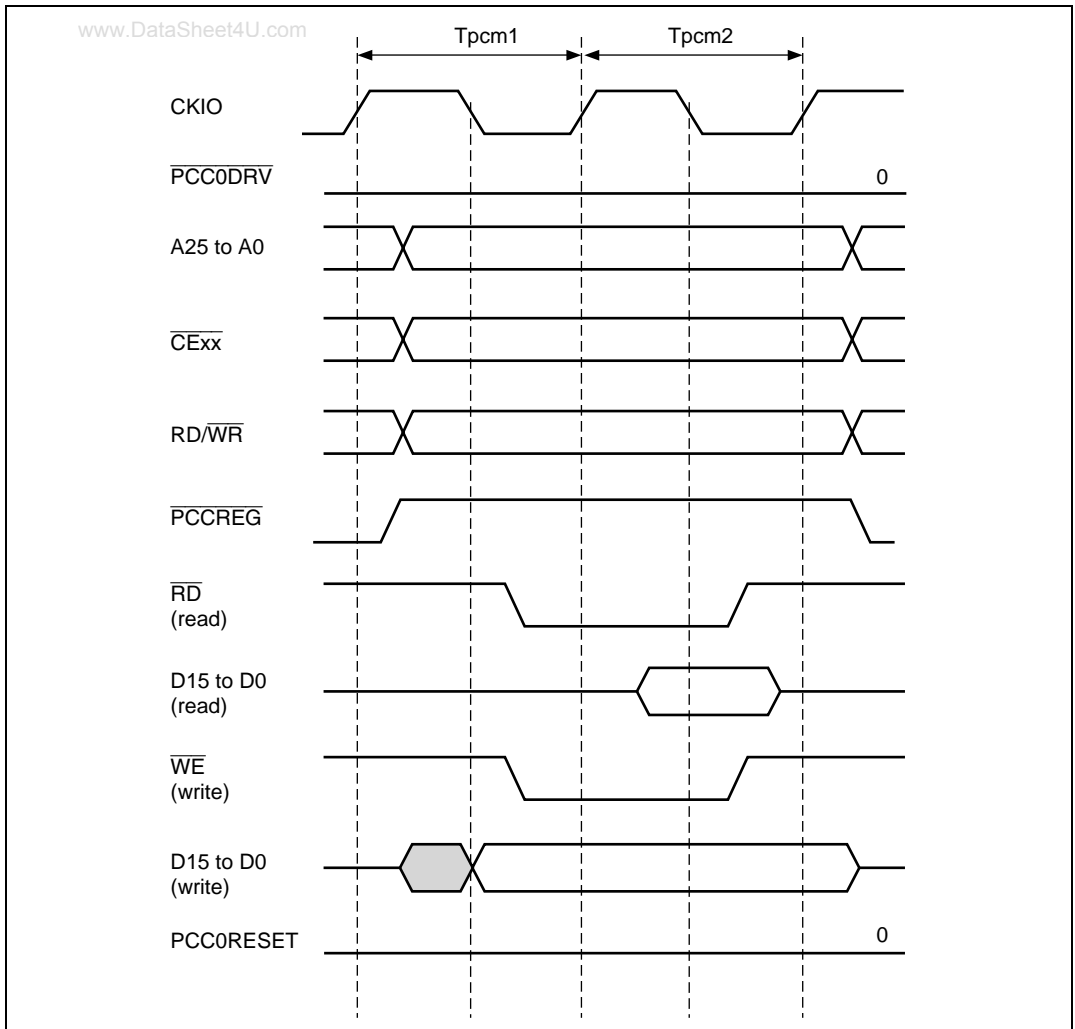 www.DataSheet4U.com
Tpcm1 Tpcm2
CKIO
PCC0DRV
0
A25 to A0
CExx
RD/WR
PCCREG
RD
(read)
D15 to D0
(read)
WE
(write)
D15 to D0
(write)
PCC0RESET
0